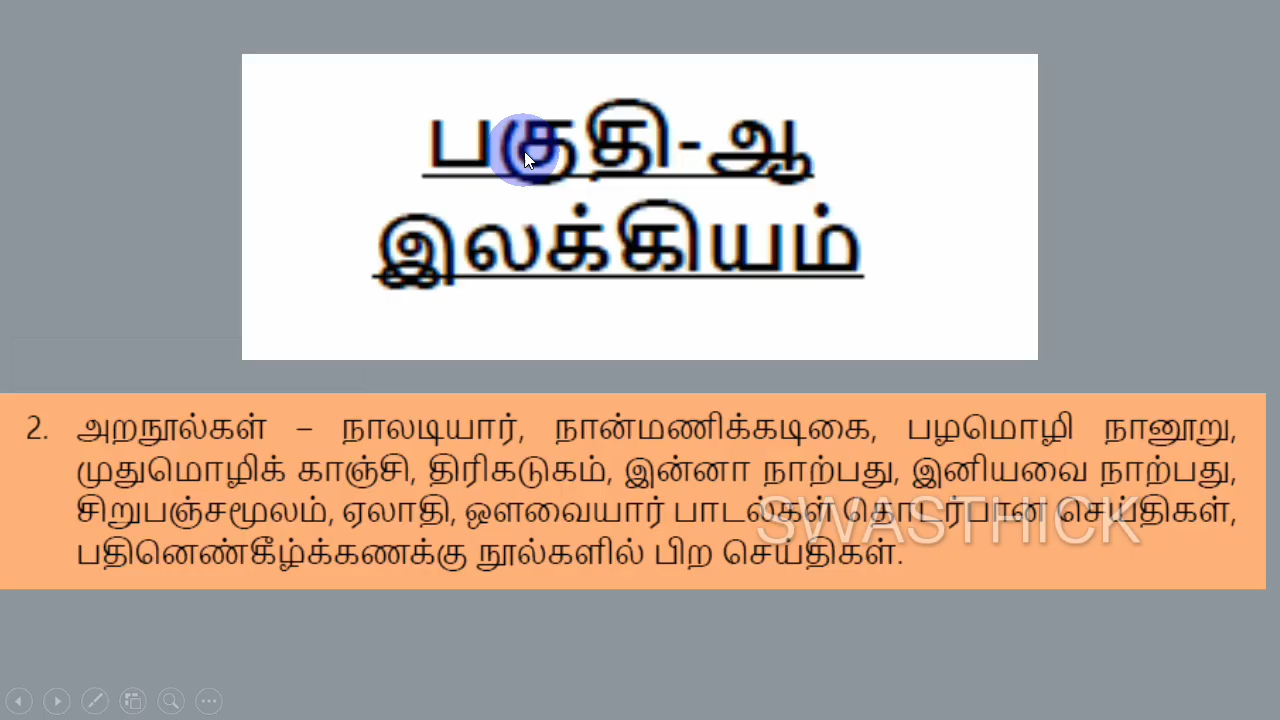 பகுதி-ஆ
இலக்கியம்
2. அறநூல்கள் – நாலடியார், நான்மணிக்கடிகை, பழமொழி நானூறு,
முதுமொழிக் காஞ்சி, திரிகடுகம், இன்னா நாற்பது, இனியவை நாற்பது,
சிறுபஞ்சமூலம், ஏலாதி, ஔவையார் பாடல்கள் தொடர்பான செய்திகள்,
SWASTHICK
பதினெண்கீழ்க்கணக்கு நூல்களில் பிற செய்திகள்.